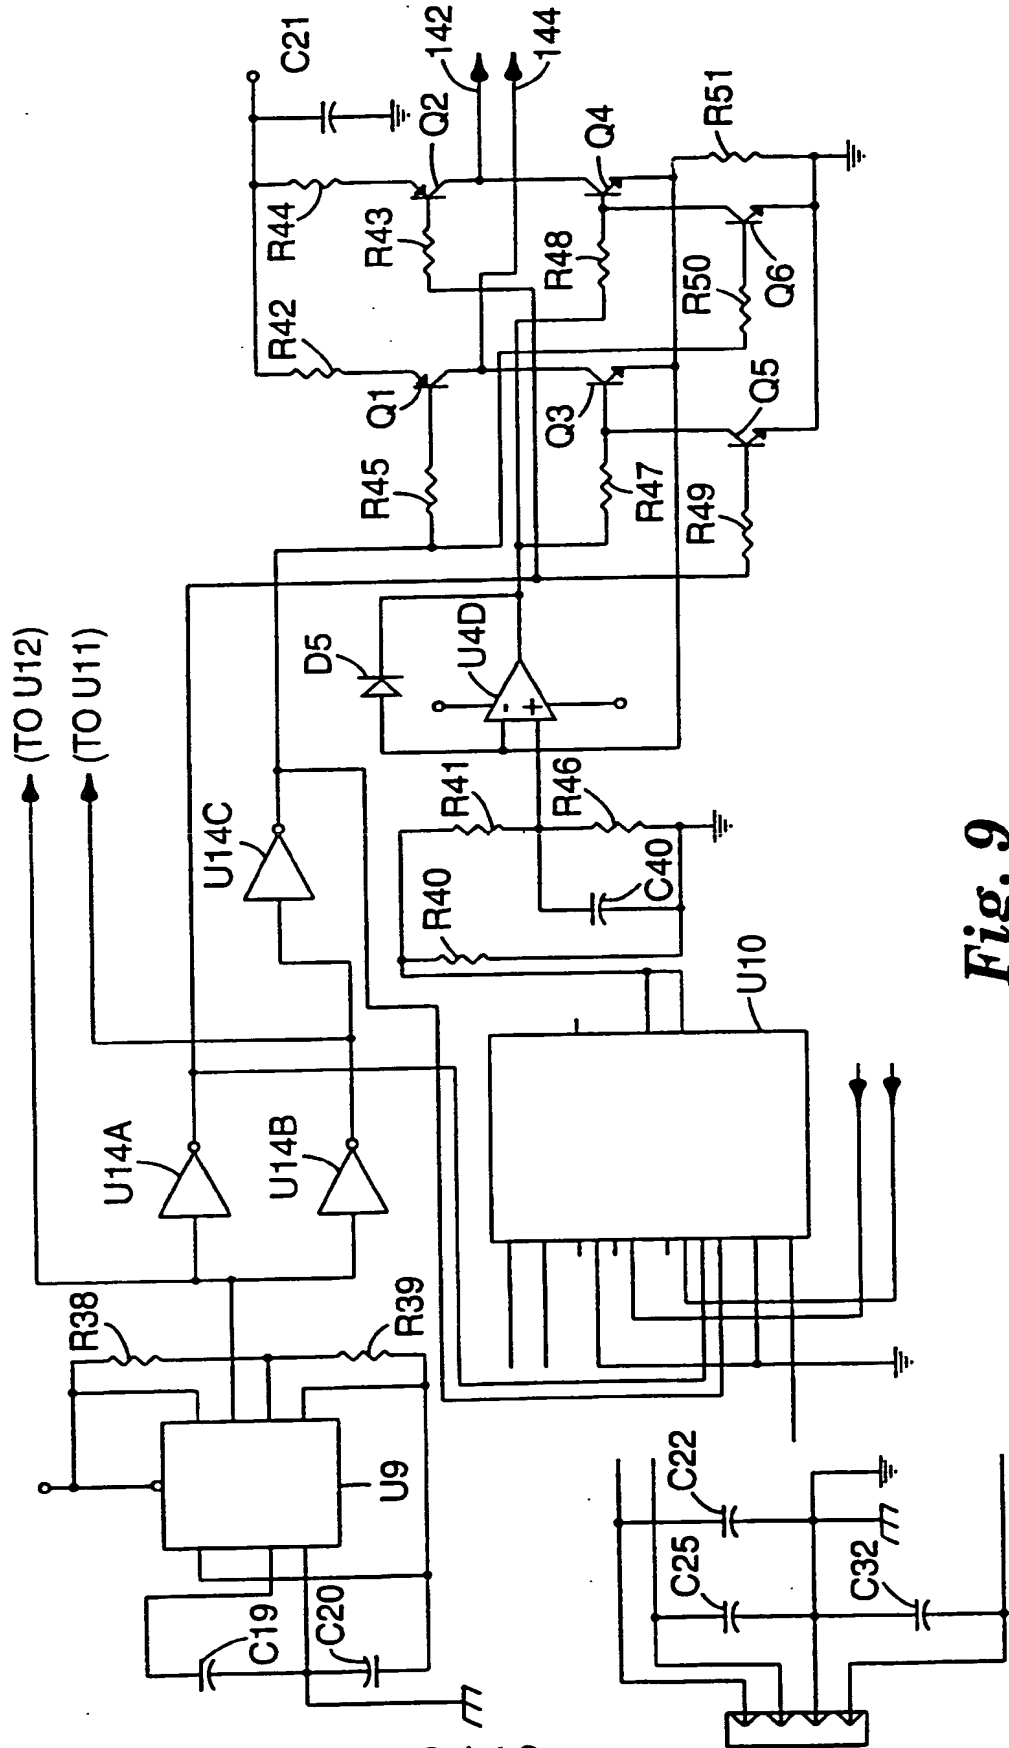 (TO U12)
(TO U11)
R38
R39
U9
C19
C20
U14A
U14B
U14C
D5
U4D
R40
R41
R46
C40
U10
R42
R44
C21
142
144
Q1
Q2
R43
R45
Q3
Q4
R48
R47
R49
R50
Q5
Q6
R51
-
+
C22
C25
C32
Fig. 9